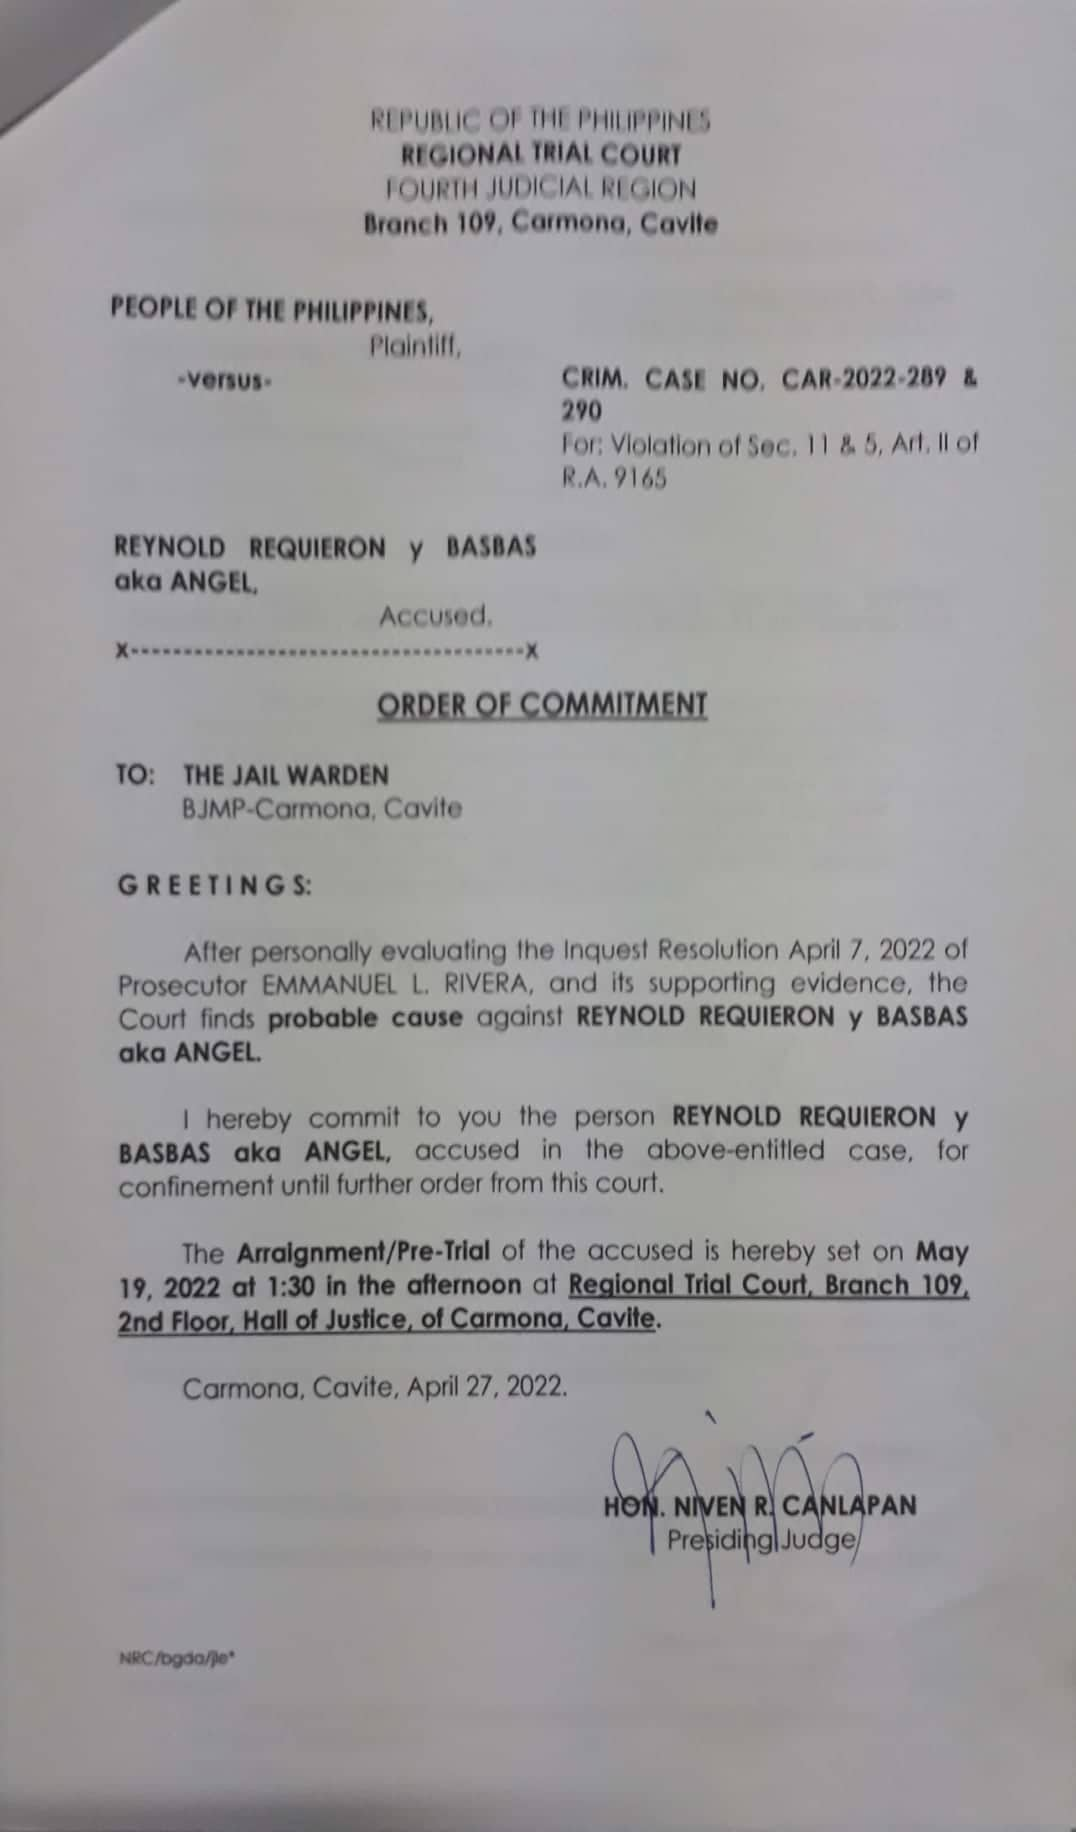 REPUBLIC OF THE PHILIPPINES
REGIONAL TRIAL COURT
FOURTH JUDICIAL REGION
Branch 109, Carmona, Cavite
PEOPLE OF THE PHILIPPINES,
Plaintiff,
-versus-
CRIM. CASE NO. CAR-2022-289 &
290
For: Violation of Sec. 11 & 5, Art. II of
R.A. 9165
REYNOLD REQUIERON y BASBAS
aka ANGEL,
Accused.
X--------------------------------------X
ORDER OF COMMITMENT
TO: THE JAIL WARDEN
BJMP-Carmona, Cavite
G R E E T I N G S:
After personally evaluating the Inquest Resolution April 7, 2022 of
Prosecutor EMMANUEL L. RIVERA, and its supporting evidence, the
Court finds probable cause against REYNOLD REQUIERON y BASBAS
aka ANGEL.
I hereby commit to you the person REYNOLD REQUIERON y
BASBAS aka ANGEL, accused in the above-entitled case, for
confinement until further order from this court.
The Arraignment/Pre-Trial of the accused is hereby set on May
19, 2022 at 1:30 in the afternoon at Regional Trial Court, Branch 109,
2nd Floor, Hall of Justice, of Carmona, Cavite.
Carmona, Cavite, April 27, 2022.
HON. NIVEN R. CANLAPAN
Presiding Judge
NRC/bgda/jle*